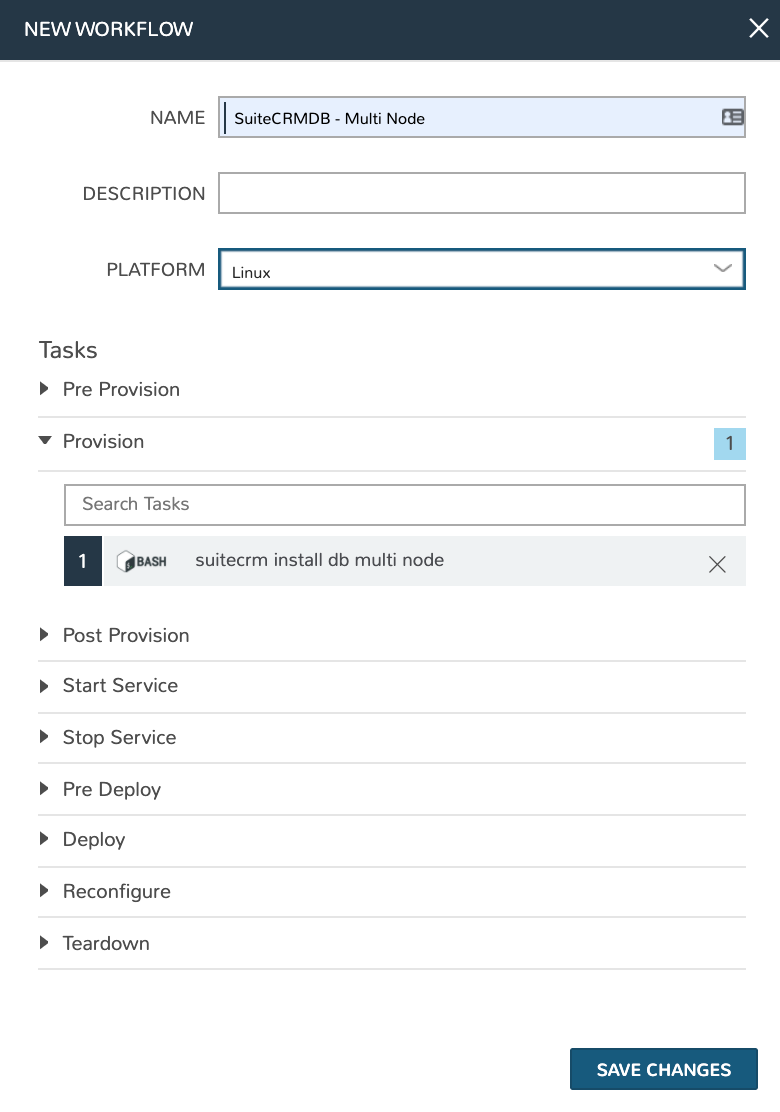 NEW WORKFLOW
NAME SuiteCRMDB - Multi Node
DESCRIPTION
PLATFORM Linux
Tasks
Pre Provision
Provision 1
Search Tasks
1 BASH suitecrm install db multi node
Post Provision
Start Service
Stop Service
Pre Deploy
Deploy
Reconfigure
Teardown
SAVE CHANGES